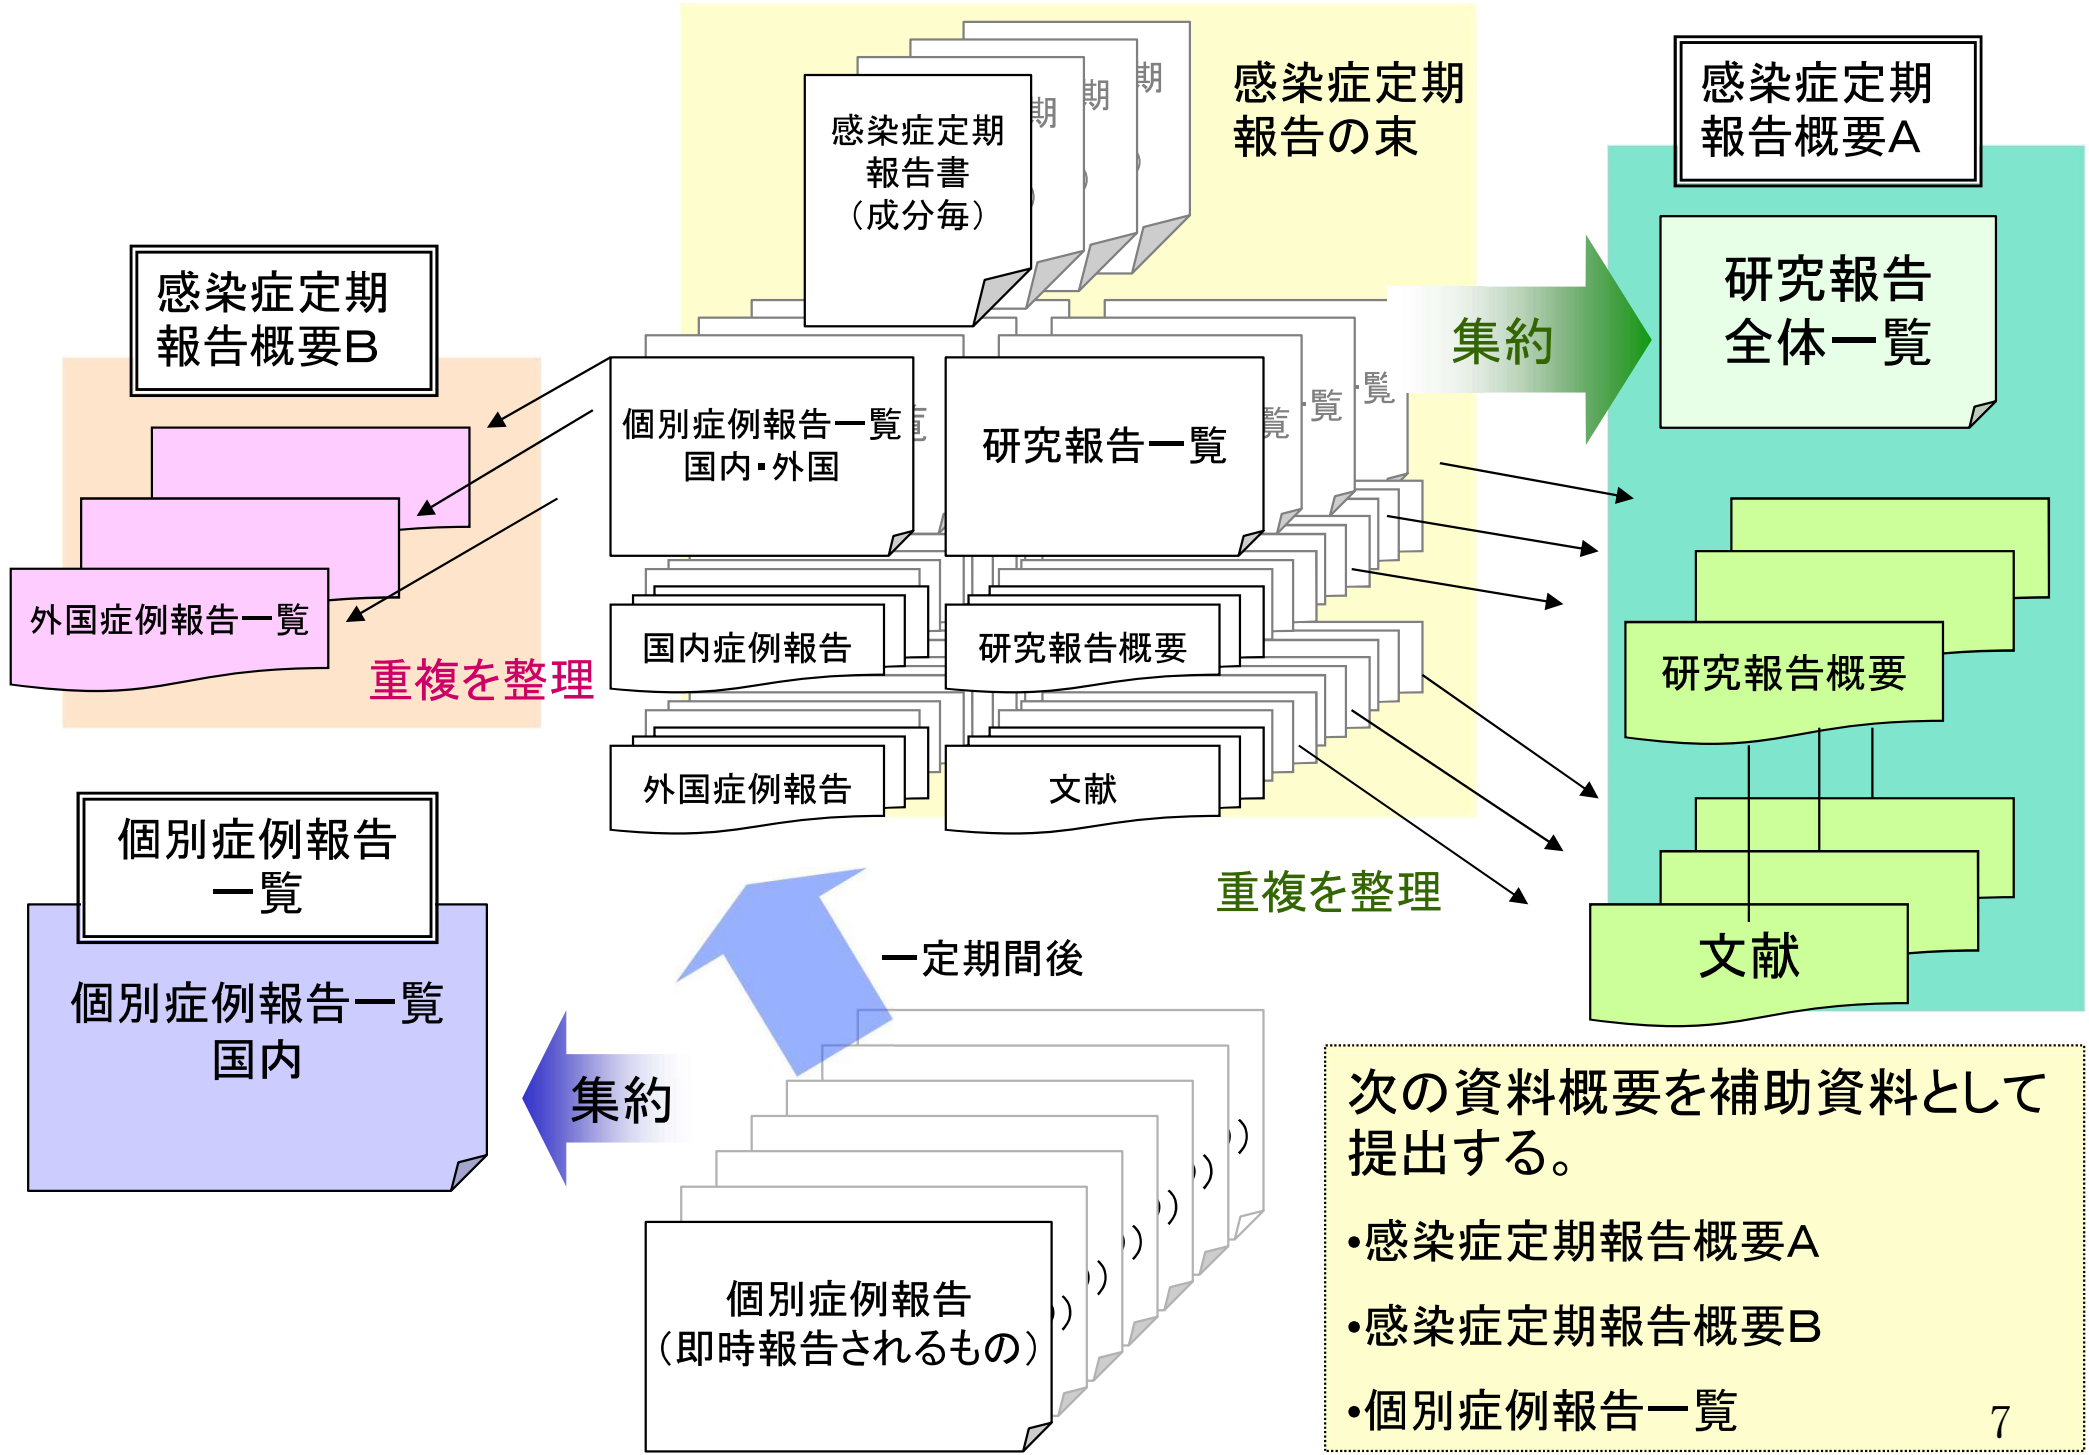 感染症定期
報告の束
感染症定期
報告書
（成分毎）
期
期
期
）
）
）
感染症定期
報告概要A
研究報告
全体一覧
集約
感染症定期
報告概要B
外国症例報告一覧
重複を整理
個別症例報告一覧
国内・外国
覧
研究報告一覧
覧
一覧
一覧
国内症例報告
研究報告概要
外国症例報告
文献
研究報告概要
文献
重複を整理
個別症例報告
一覧
個別症例報告一覧
国内
集約
一定期間後
個別症例報告
（即時報告されるもの）
）
）
）
）
）
）
次の資料概要を補助資料として
提出する。
•感染症定期報告概要A
•感染症定期報告概要B
•個別症例報告一覧
7